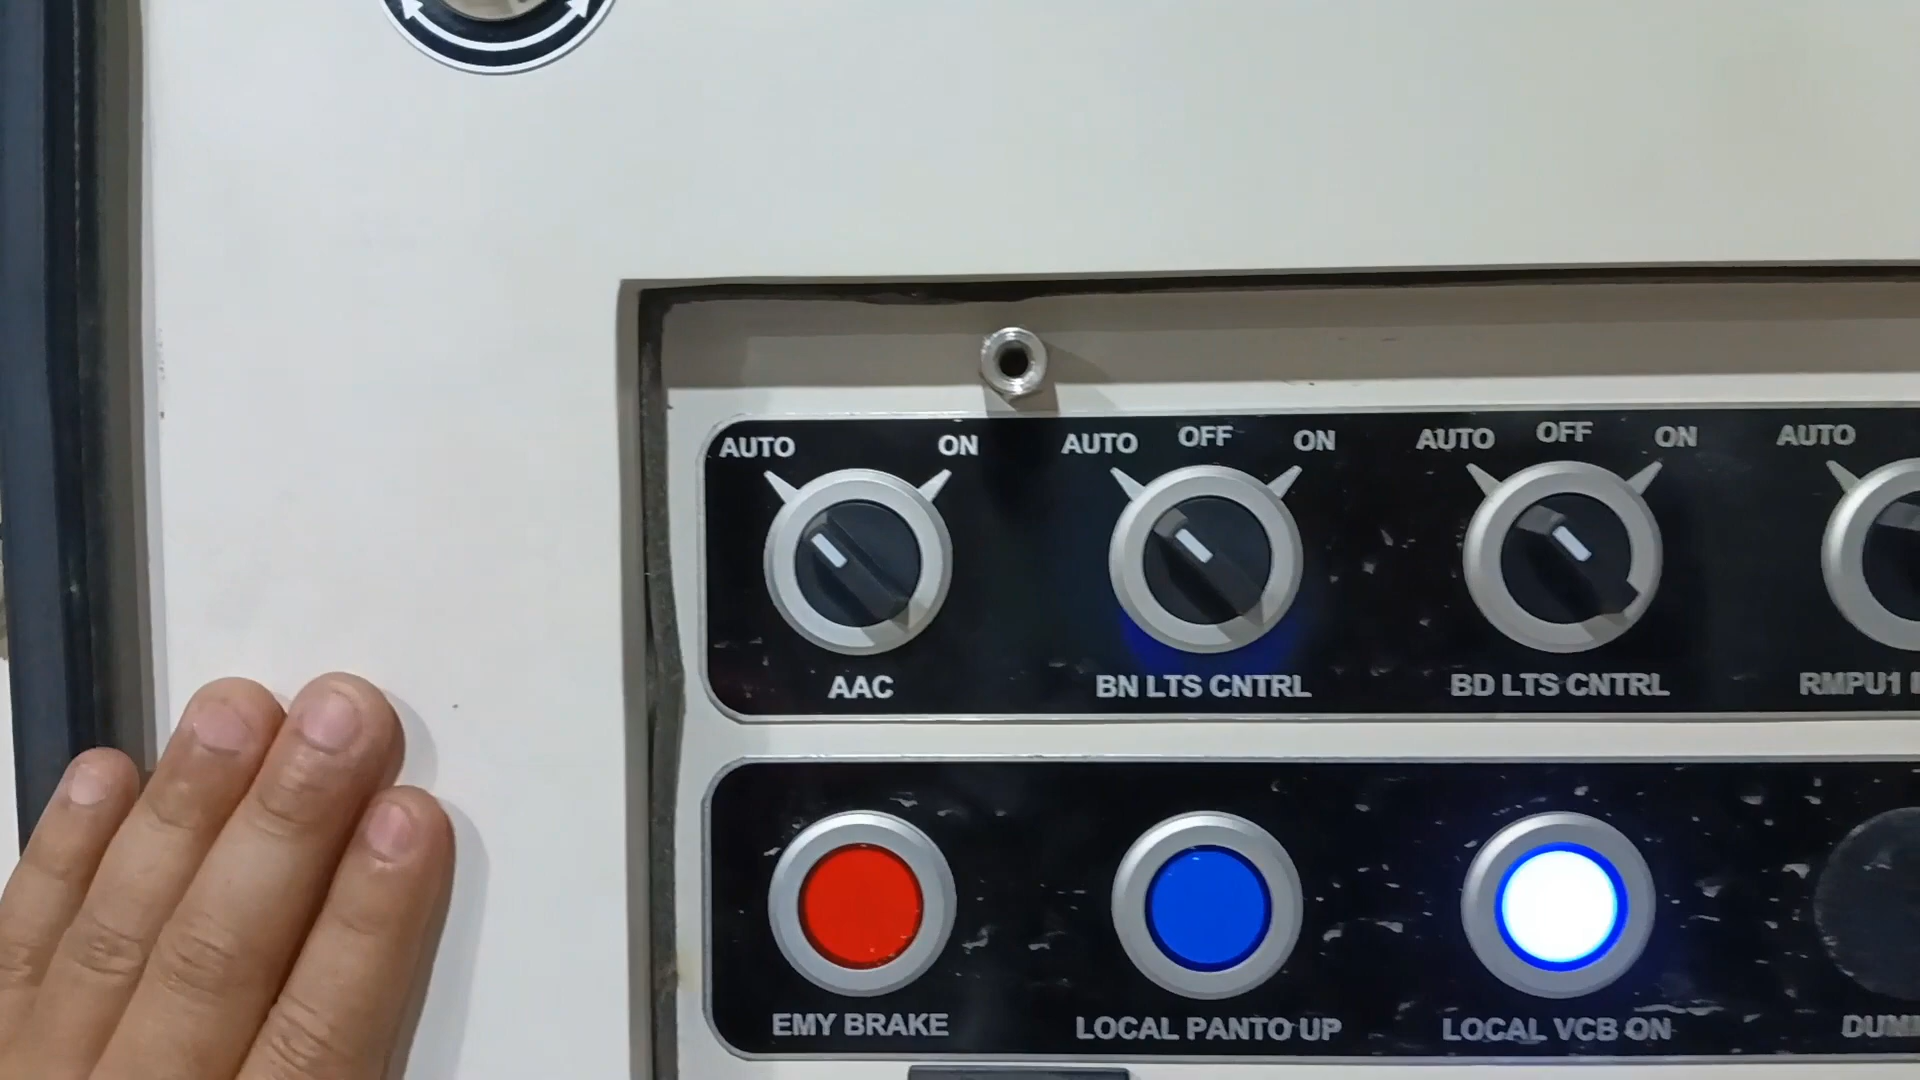 AUTO ON AUTO OFF ON AUTO OFF ON AUTO
AAC BN LTS CNTRL BD LTS CNTRL RMPU1
EMY BRAKE LOCAL PANTO UP LOCAL VCB ON